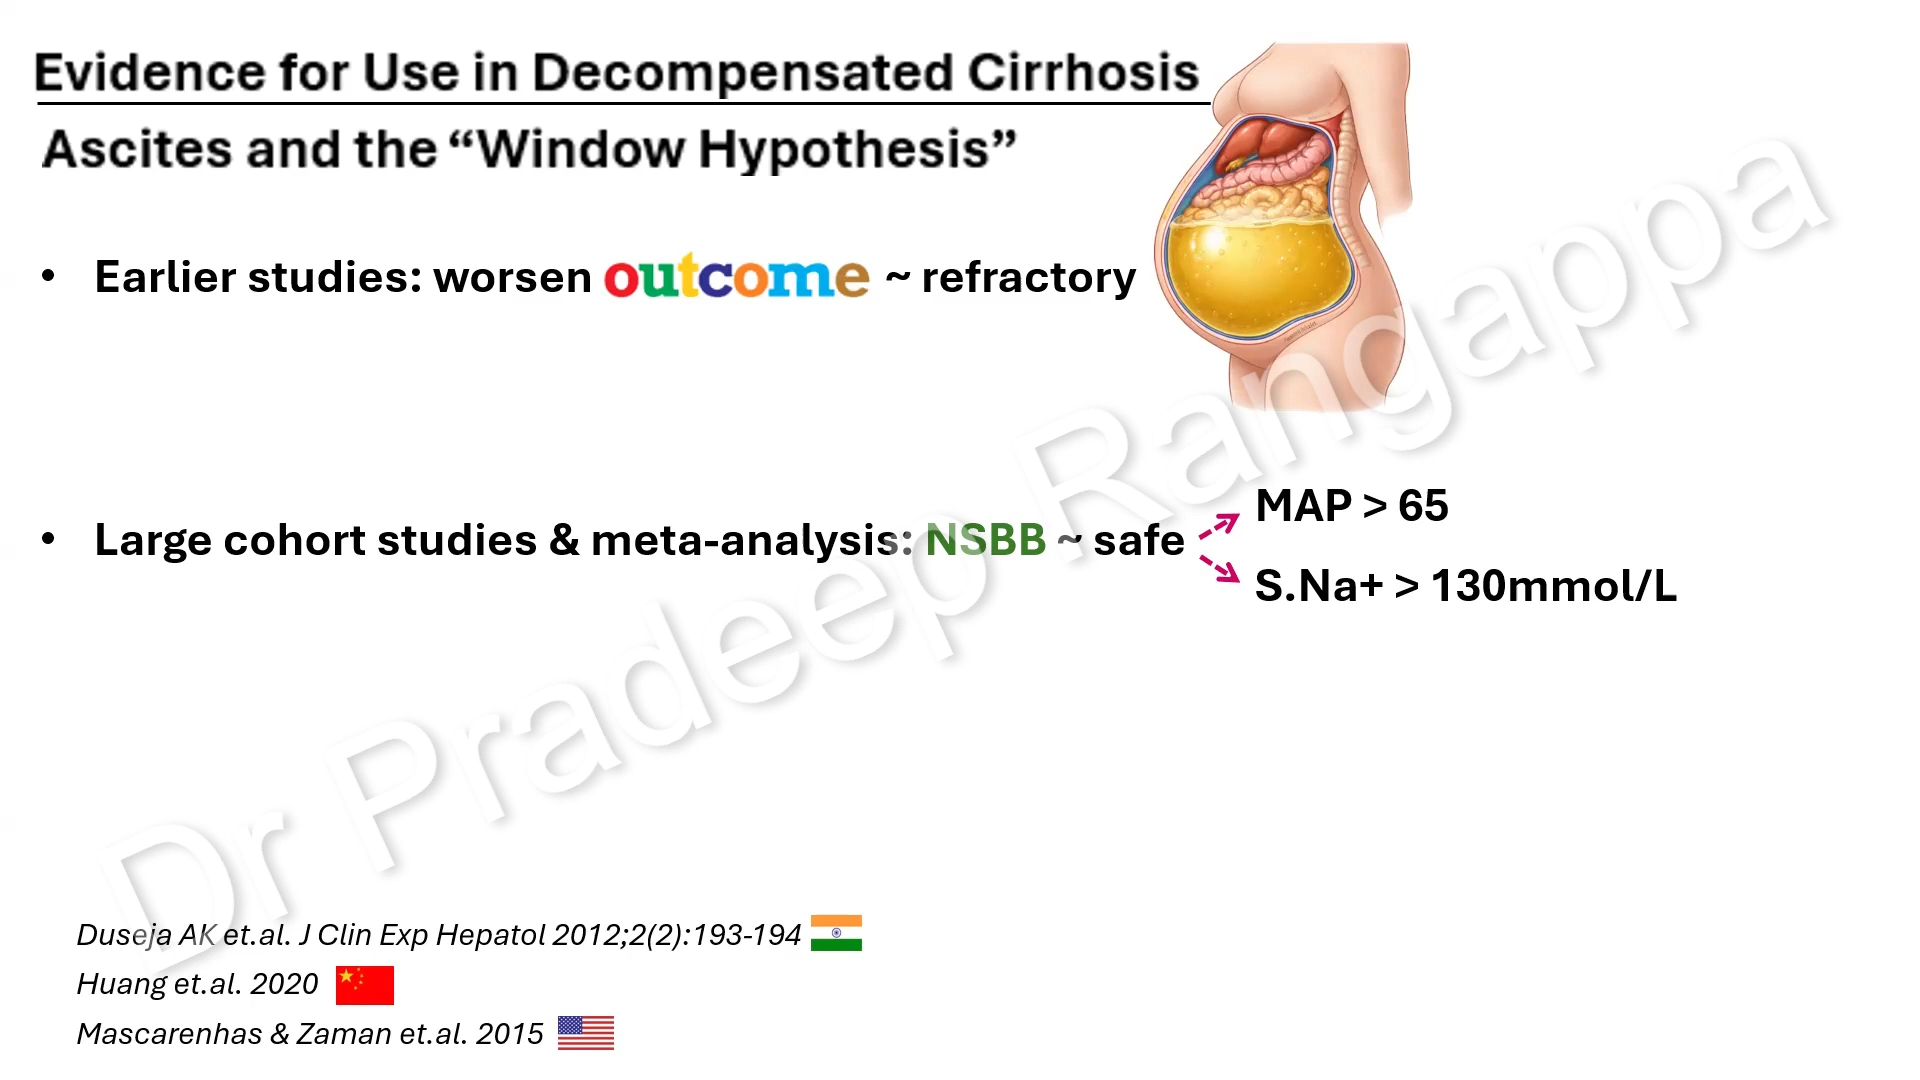 Evidence for Use in Decompensated Cirrhosis
Ascites and the “Window Hypothesis”
• Earlier studies: worsen outcome ~ refractory
• Large cohort studies & meta-analysis: NSBB ~ safe
MAP > 65
S.Na+ > 130mmol/L
Dr Pradeep Rangappa
Duseja AK et.al. J Clin Exp Hepatol 2012;2(2):193-194
Huang et.al. 2020
Mascarenhas & Zaman et.al. 2015